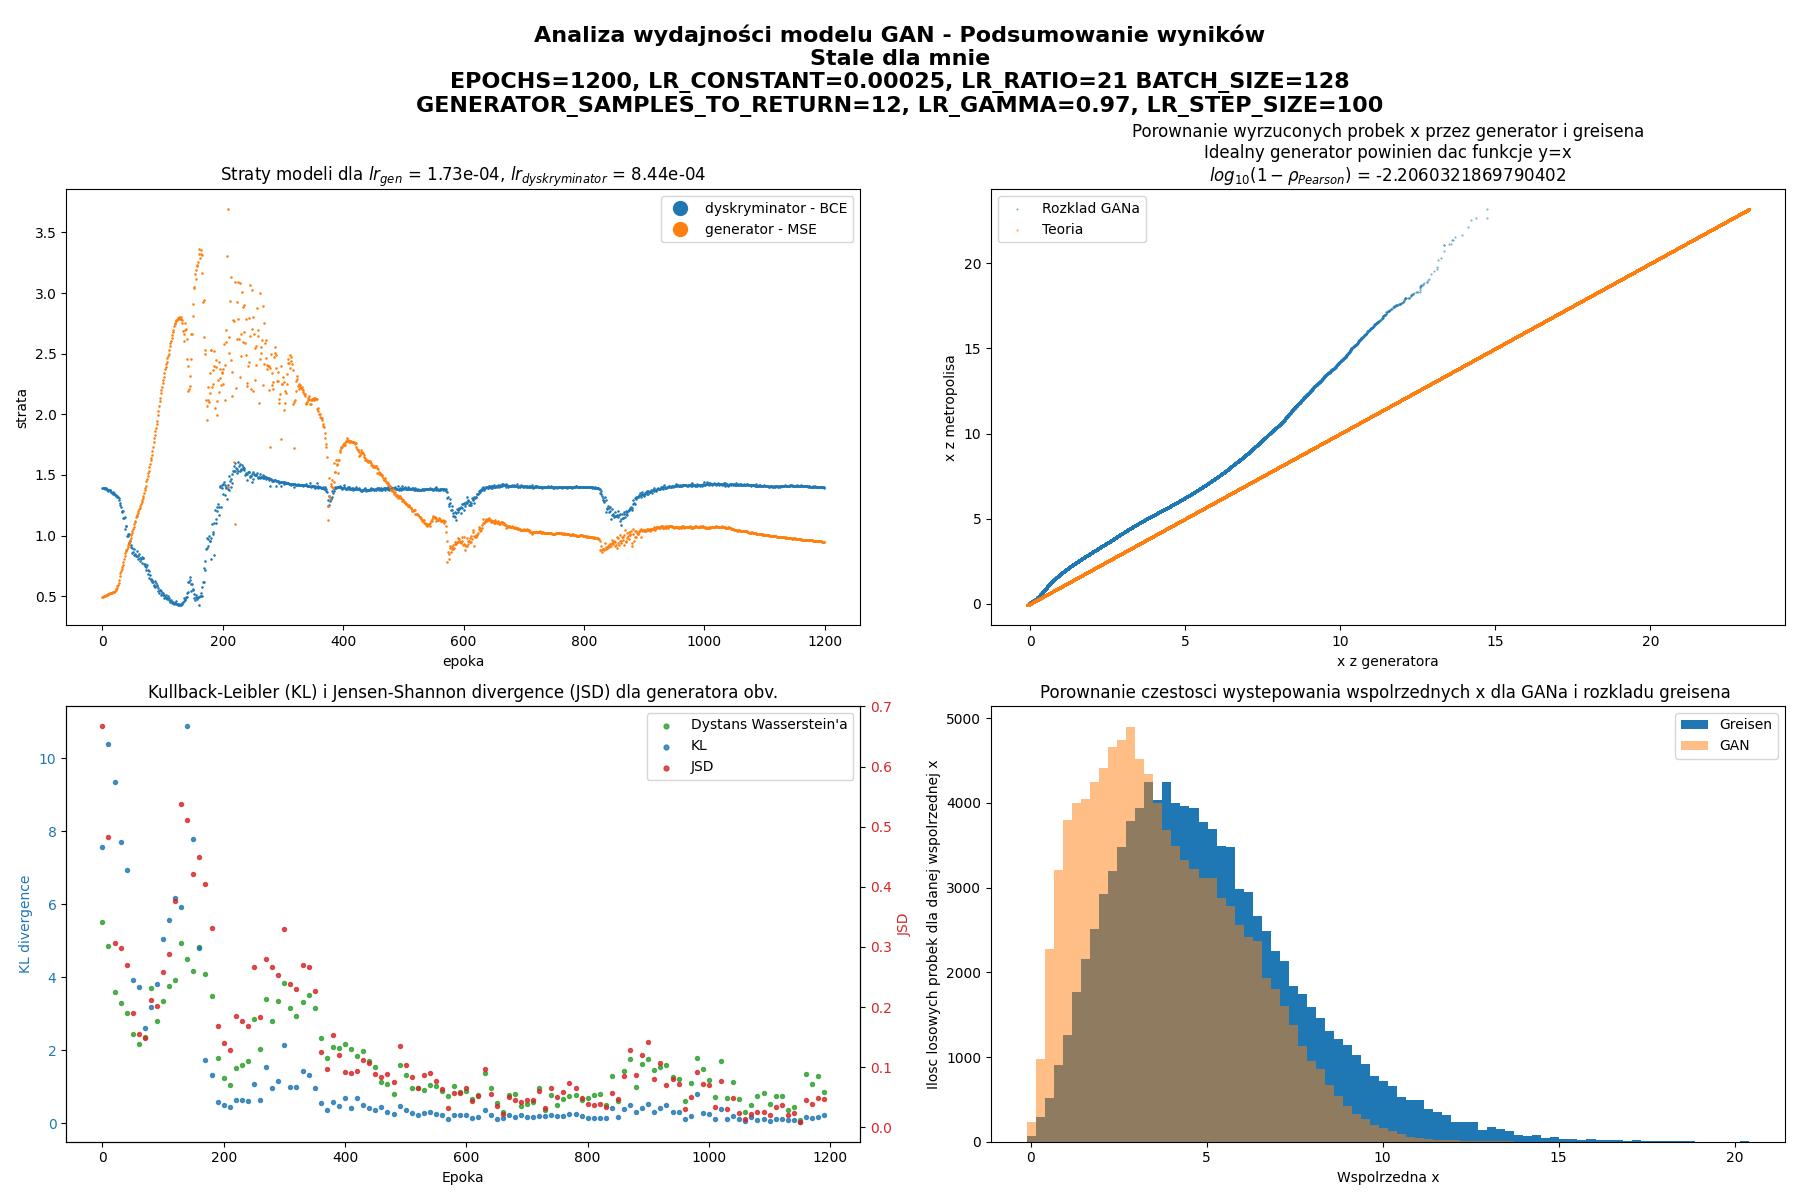 Analiza wydajności modelu GAN - Podsumowanie wyników
Stale dla mnie
EPOCHS=1200, LR_CONSTANT=0.00025, LR_RATIO=21 BATCH_SIZE=128
GENERATOR_SAMPLES_TO_RETURN=12, LR_GAMMA=0.97, LR_STEP_SIZE=100
Straty modeli dla lr_gen = 1.73e-04, lr_dyskryminator = 8.44e-04
dyskryminator - BCE
generator - MSE
strata
3.5
3.0
2.5
2.0
1.5
1.0
0.5
0 200 400 600 800 1000 1200
epoka
Porownanie wyrzuconych probek x przez generator i greisena
Idealny generator powinien dac funkcje y=x
log_10(1 − ρ_Pearson) = -2.2060321869790402
Rozklad GANa
Teoria
x z metropolisa
20
15
10
5
0
0 5 10 15 20
x z generatora
Kullback-Leibler (KL) i Jensen-Shannon divergence (JSD) dla generatora obv.
Dystans Wasserstein'a
KL
JSD
KL divergence
10
8
6
4
2
0
0.7
0.6
0.5
0.4
0.3
0.2
0.1
0.0
JSD
0 200 400 600 800 1000 1200
Epoka
Porownanie czestosci wystepowania wspolrzednych x dla GANa i rozkladu greisena
Greisen
GAN
Ilosc losowych probek dla danej wspolrzednej x
5000
4000
3000
2000
1000
0
0 5 10 15 20
Wspolrzedna x